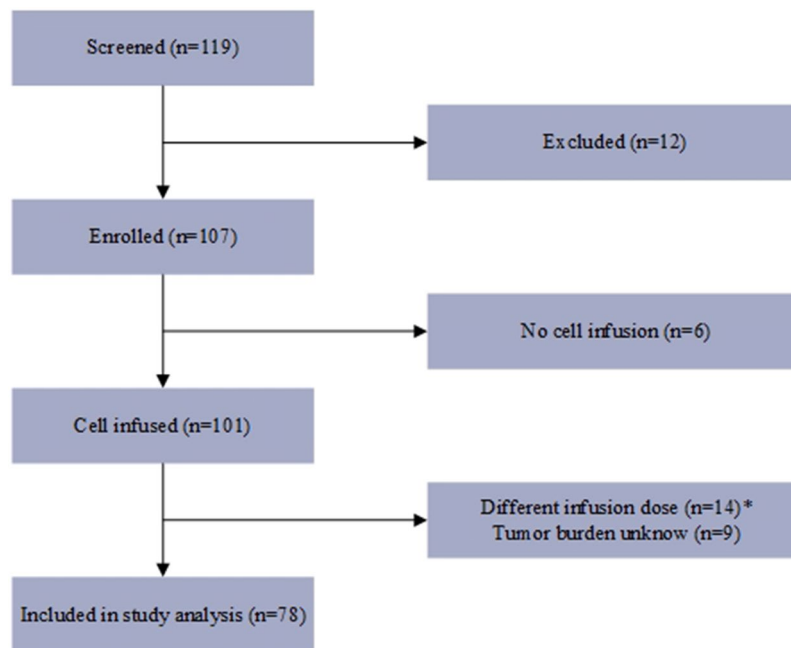 Screened (n=119)
Excluded (n=12)
Enrolled (n=107)
No cell infusion (n=6)
Cell infused (n=101)
Different infusion dose (n=14)*
Tumor burden unknow (n=9)
Included in study analysis (n=78)